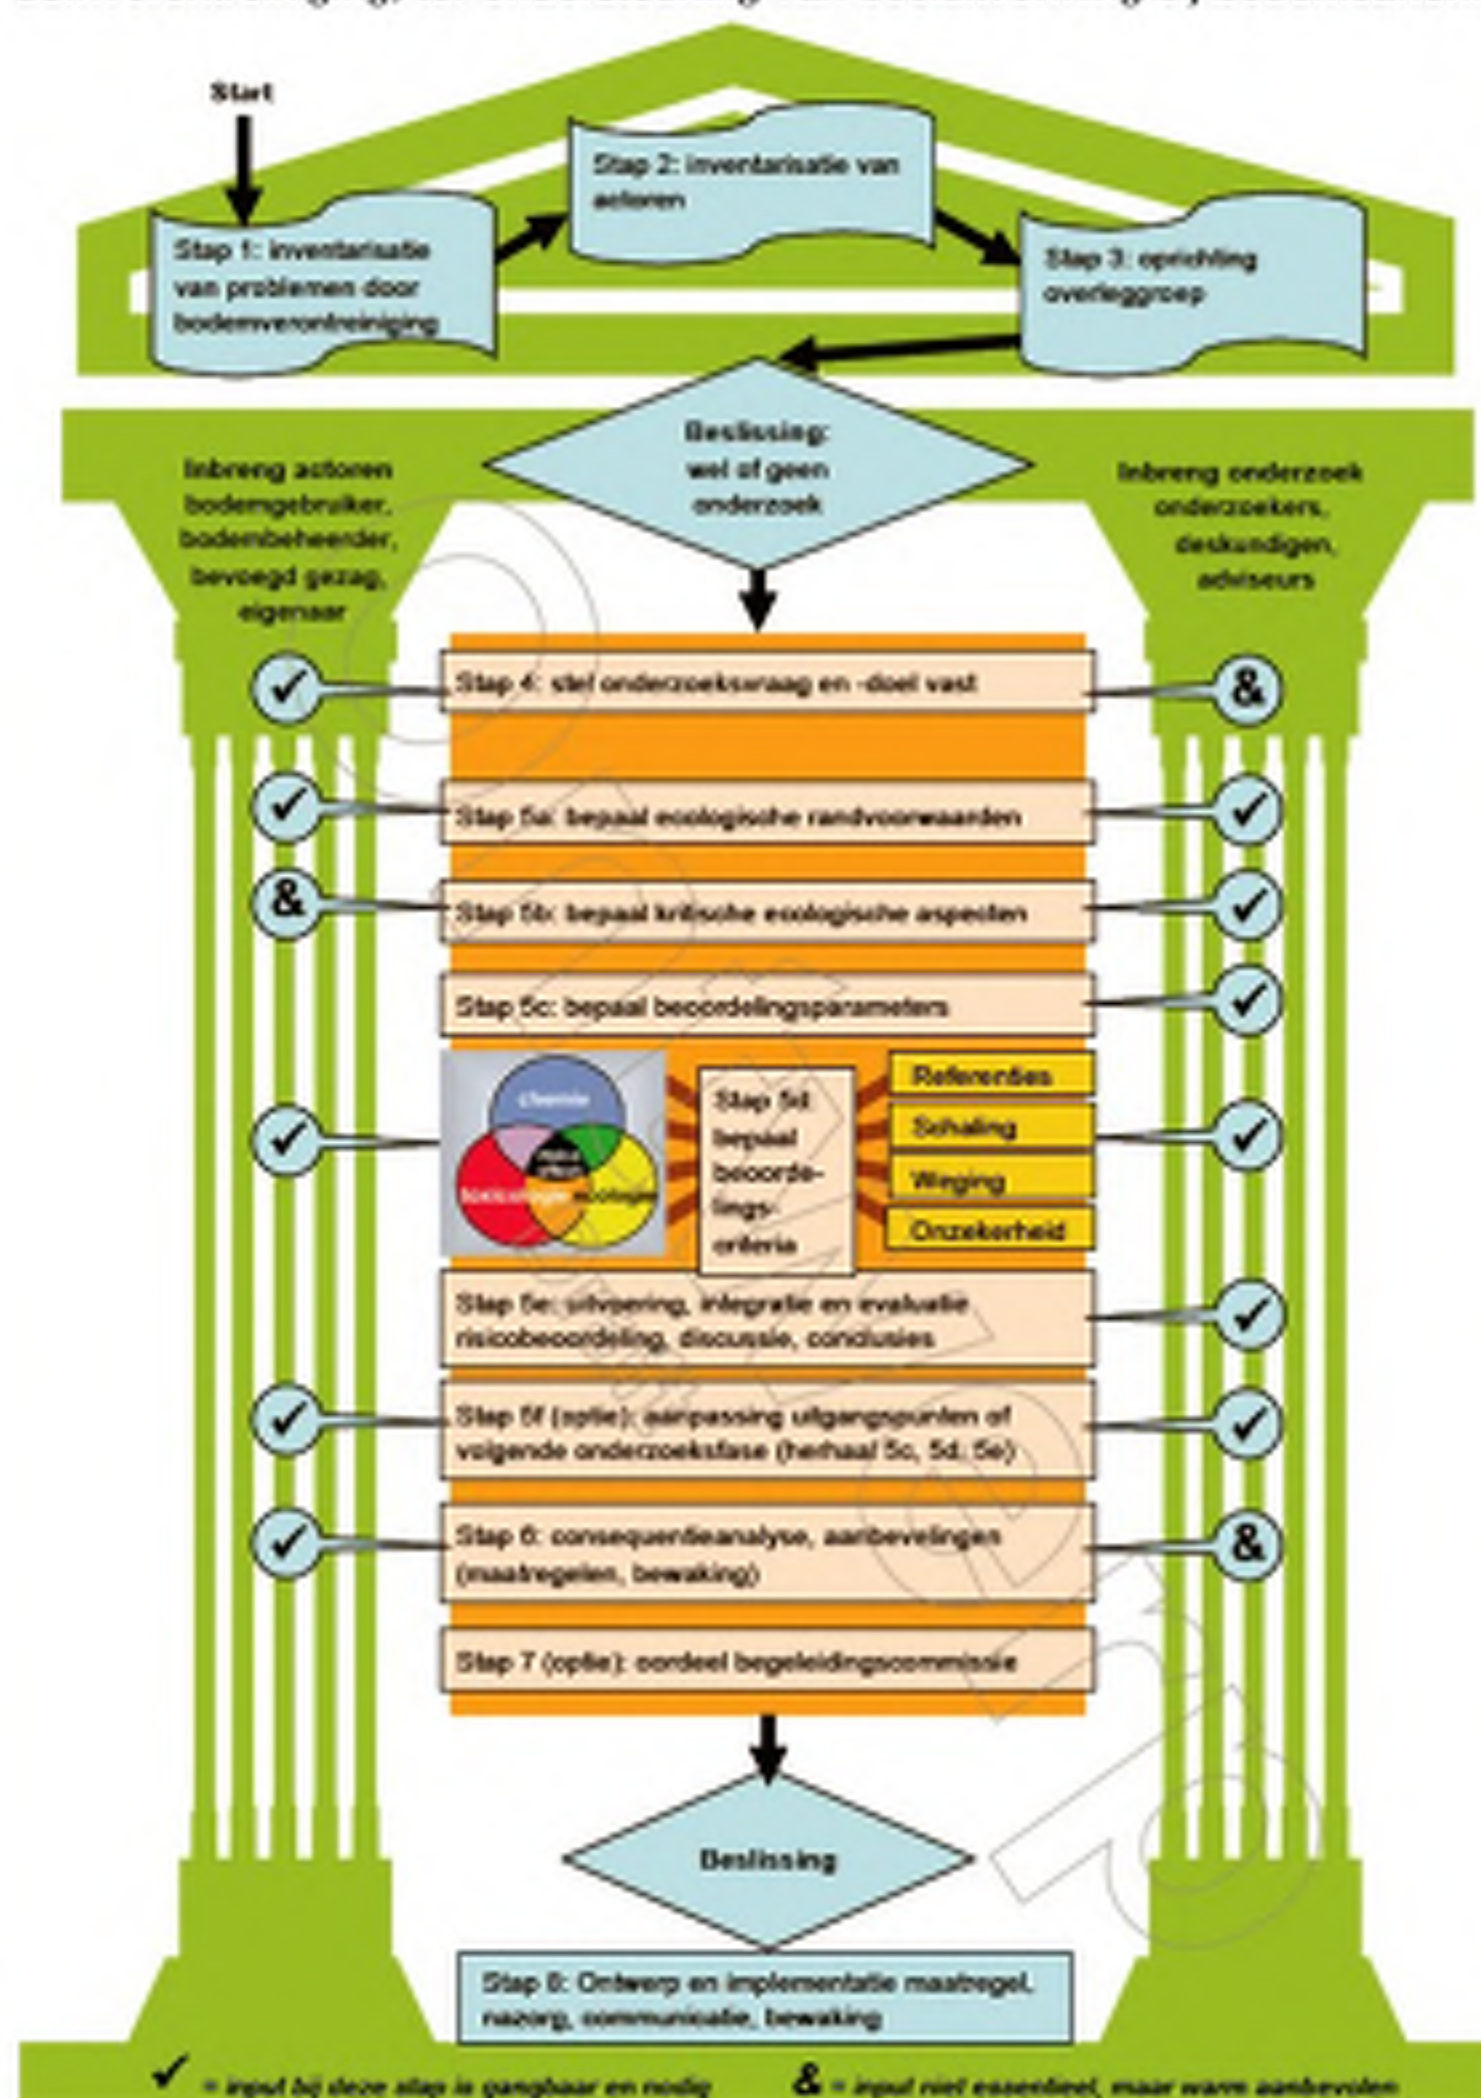 Start
Stap 1: inventarisatie
van problemen door
bodemverontreiniging
Stap 2: inventarisatie van
actoren
Stap 3: oprichting
overleggroep
Beslissing:
wel of geen
onderzoek
Inbreng actoren
bodemgebruiker,
bodembeheerder,
bevoegd gezag,
eigenaar
Inbreng onderzoek
onderzoekers,
deskundigen,
adviseurs
✓ Stap 4: stel onderzoeksvraag en -doel vast &
✓ Stap 5a: bepaal ecologische randvoorwaarden ✓
& Stap 5b: bepaal kritische ecologische aspecten ✓
Stap 5c: bepaal beoordelingsparameters ✓
✓
chemie
toxicologie ecologie
Stap 5d:
bepaal
beoorde-
lings-
criteria
Referenties
Schaling
Weging
Onzekerheid
✓
Stap 5e: uitvoering, integratie en evaluatie
risicobeoordeling, discussie, conclusies
✓
✓
Stap 5f (optie): aanpassing uitgangspunten of
volgende onderzoeksfase (herhaal 5c, 5d, 5e)
✓
✓
Stap 6: consequentieanalyse, aanbevelingen
(maatregelen, bewaking)
&
Stap 7 (optie): oordeel begeleidingscommissie
Beslissing
Stap 8: Ontwerp en implementatie maatregel,
nazorg, communicatie, bewaking
✓ = input bij deze stap is gangbaar en nodig
& = input niet essentieel, maar warm aanbevolen